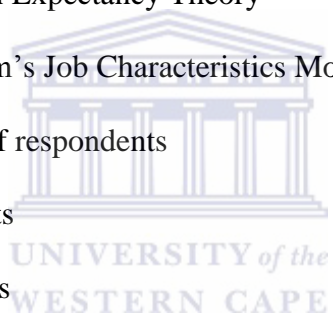 Expectancy Theory
's Job Characteristics Mo
respondents
UNIVERSITY of the
WESTERN CAPE